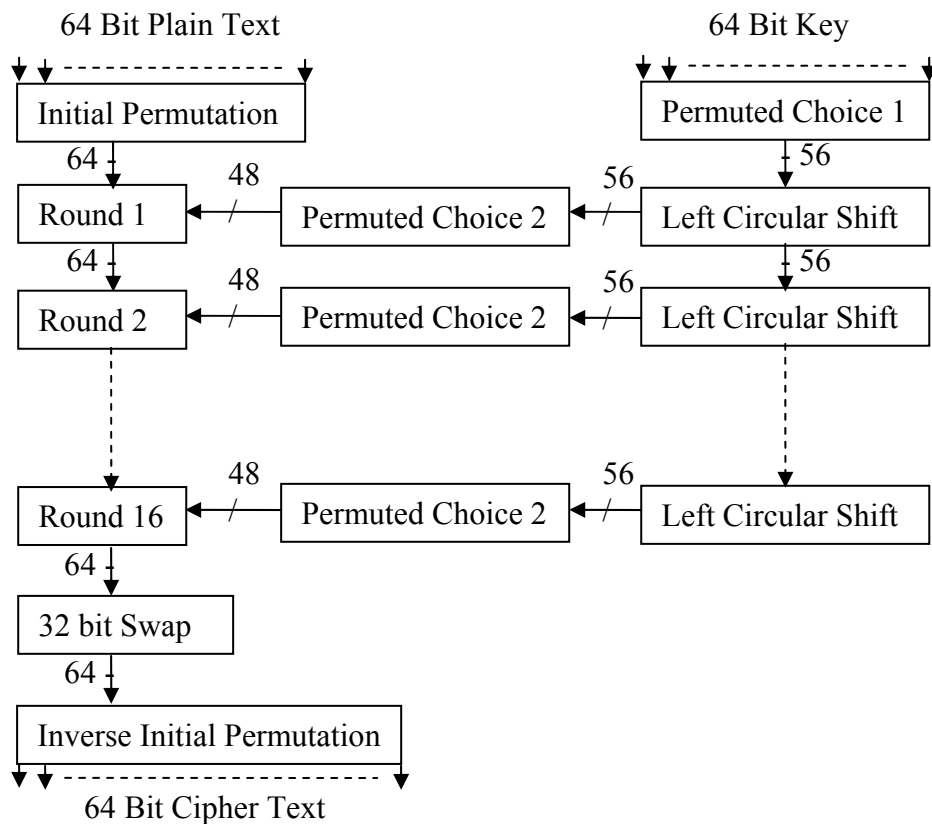 64 Bit Plain Text
64 Bit Key
Initial Permutation
Permuted Choice 1
64
56
48
56
Round 1
Permuted Choice 2
Left Circular Shift
64
56
48
56
Round 2
Permuted Choice 2
Left Circular Shift
48
56
Round 16
Permuted Choice 2
Left Circular Shift
64
32 bit Swap
64
Inverse Initial Permutation
64 Bit Cipher Text